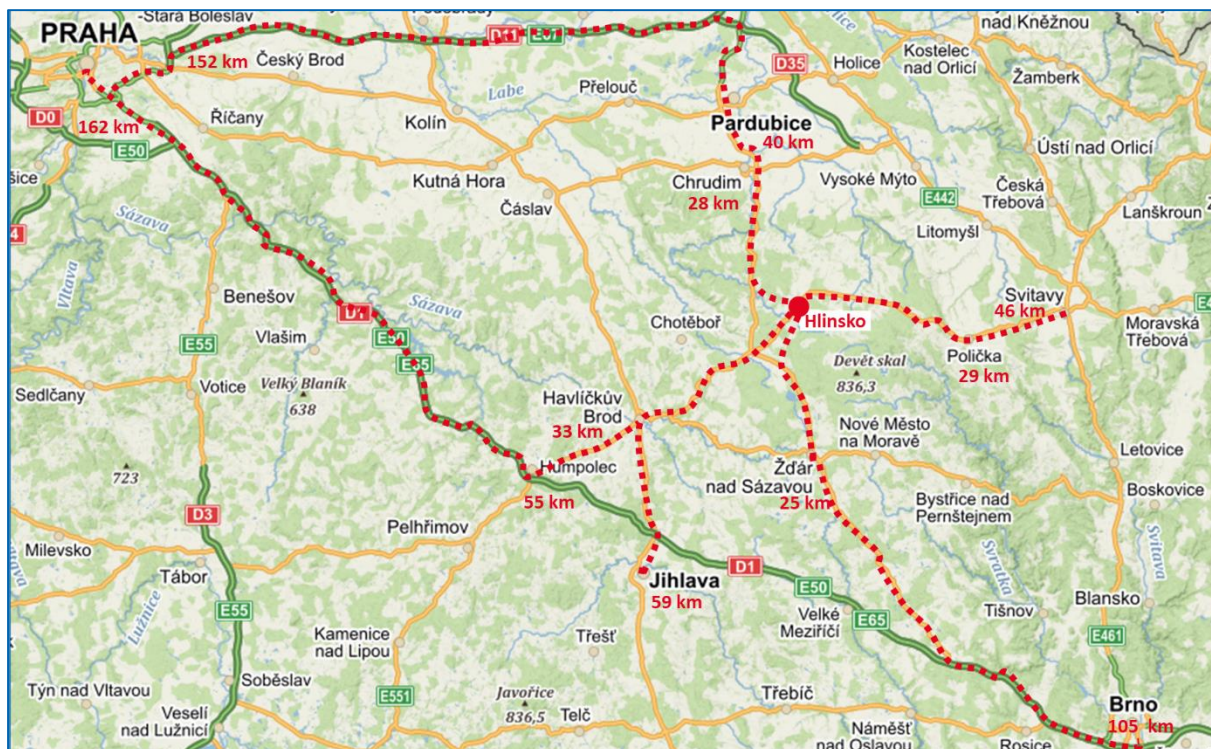 -Stará Boleslav
PRAHA
D11
E67
nad Kněžnou
152 km
Český Brod
Labe
Přelouč
D35
Holice
Kostelec
nad Orlicí
Žamberk
D0
162 km
Říčany
E50
Kolín
Pardubice
40 km
Ústí nad Orlicí
Kutná Hora
Chrudim
28 km
Vysoké Mýto
E442
Česká
Třebová
Lanškroun
Čáslav
Sázava
Litomyšl
Vltava
Benešov
Sázava
D1
E50
E65
Vlašim
Chotěboř
Hlinsko
Svitavy
46 km
Moravská
Třebová
Polička
29 km
Devět skal
836,3
E55
Sedlčany
Votice
Velký Blaník
638
Havlíčkův
Brod
33 km
Nové Město
na Moravě
Letovice
723
Humpolec
55 km
Žďár
nad Sázavou
25 km
Bystřice nad
Pernštejnem
Boskovice
D3
Pelhřimov
Svratka
Svitava
Milevsko
Tábor
Jihlava
59 km
D1
E50
E65
Velké
Meziříčí
Tišnov
Blansko
Lužnice
E55
Kamenice
nad Lipou
Třešť
E461
Týn nad Vltavou
Soběslav
E551
Javořice
836,5
Telč
Třebíč
Brno
105 km
Veselí
nad Lužnicí
Náměšť
nad Oslavou
Rosice